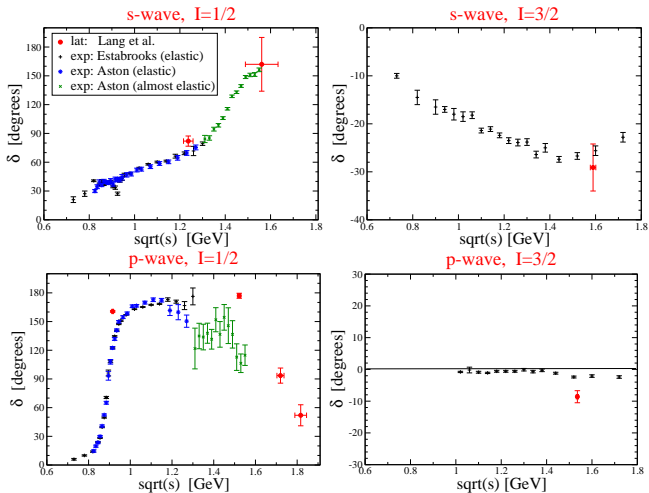 s-wave, I=1/2
lat: Lang et al.
exp: Estabrooks (elastic)
exp: Aston (elastic)
exp: Aston (almost elastic)
180
150
120
90
60
30
0
δ [degrees]
0.6 0.8 1 1.2 1.4 1.6 1.8
sqrt(s) [GeV]
s-wave, I=3/2
0
-10
-20
-30
-40
δ [degrees]
0.6 0.8 1 1.2 1.4 1.6 1.8
sqrt(s) [GeV]
p-wave, I=1/2
180
150
120
90
60
30
0
δ [degrees]
0.6 0.8 1 1.2 1.4 1.6 1.8
sqrt(s) [GeV]
p-wave, I=3/2
30
20
10
0
-10
-20
-30
δ [degrees]
0.6 0.8 1 1.2 1.4 1.6 1.8
sqrt(s) [GeV]